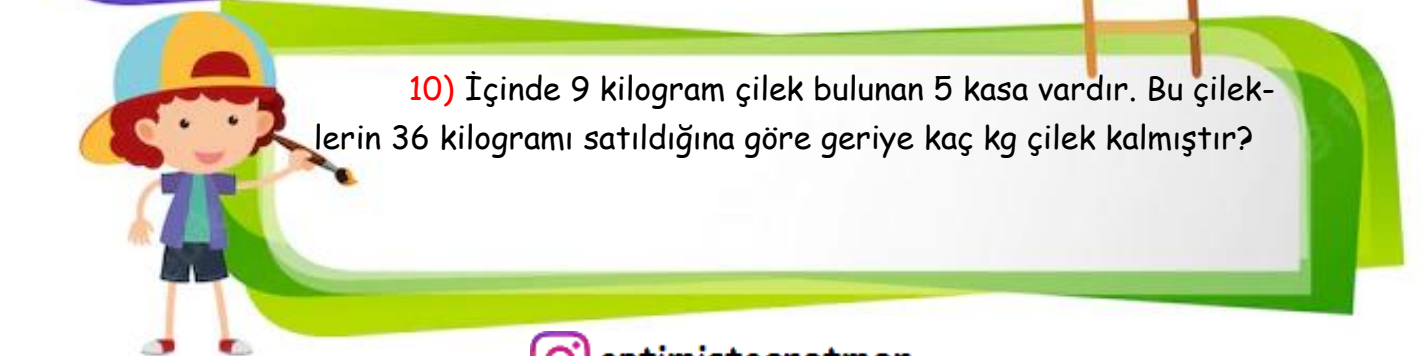 10) İçinde 9 kilogram çilek bulunan 5 kasa vardır. Bu çilek-
lerin 36 kilogramı satıldığına göre geriye kaç kg çilek kalmıştır?